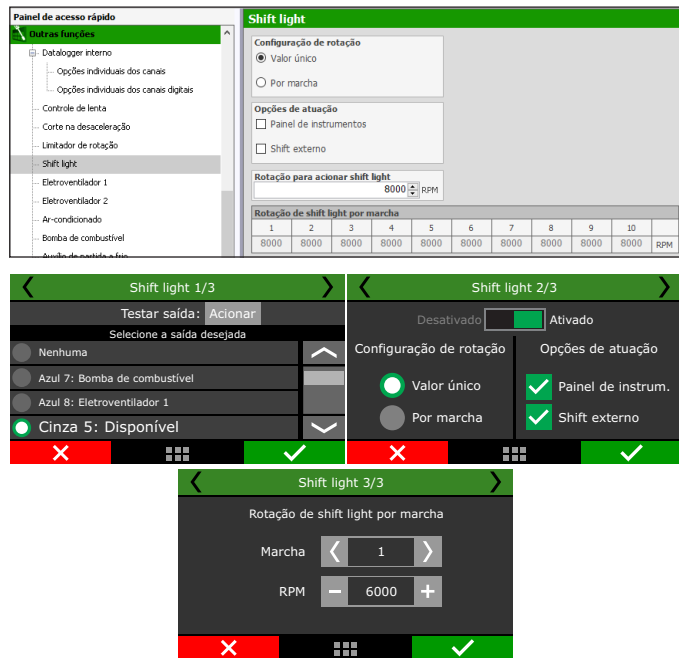 Painel de acesso rápido
Outras funções
Datalogger interno
Opções individuais dos canais
Opções individuais dos canais digitais
Controle de lenta
Corte na desaceleração
Limitador de rotação
Shift light
Eletroventilador 1
Eletroventilador 2
Ar-condicionado
Bomba de combustível
Auxílio de partida a frio
Shift light
Configuração de rotação
Valor único
Por marcha
Opções de atuação
Painel de instrumentos
Shift externo
Rotação para acionar shift light
8000 RPM
Rotação de shift light por marcha
1 2 3 4 5 6 7 8 9 10
8000 8000 8000 8000 8000 8000 8000 8000 8000 8000 RPM
Shift light 1/3
Testar saída: Acionar
Selecione a saída desejada
Nenhuma
Azul 7: Bomba de combustível
Azul 8: Eletroventilador 1
Cinza 5: Disponível
Shift light 2/3
Desativado Ativado
Configuração de rotação
Valor único
Por marcha
Opções de atuação
Painel de instrum.
Shift externo
Shift light 3/3
Rotação de shift light por marcha
Marcha 1
RPM 6000